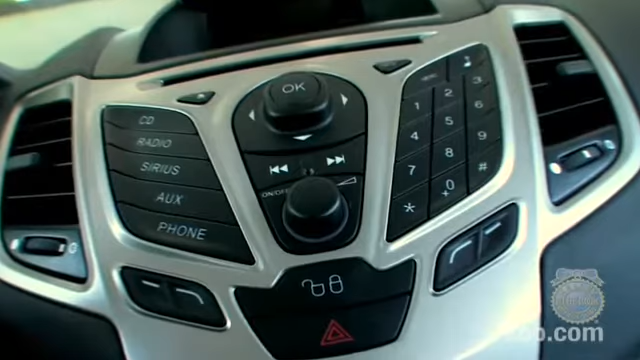 OK
CD
RADIO
SIRIUS
AUX
PHONE
ON/OFF
1 2 3
4 5 6
7 8 9
* 0 #
.com